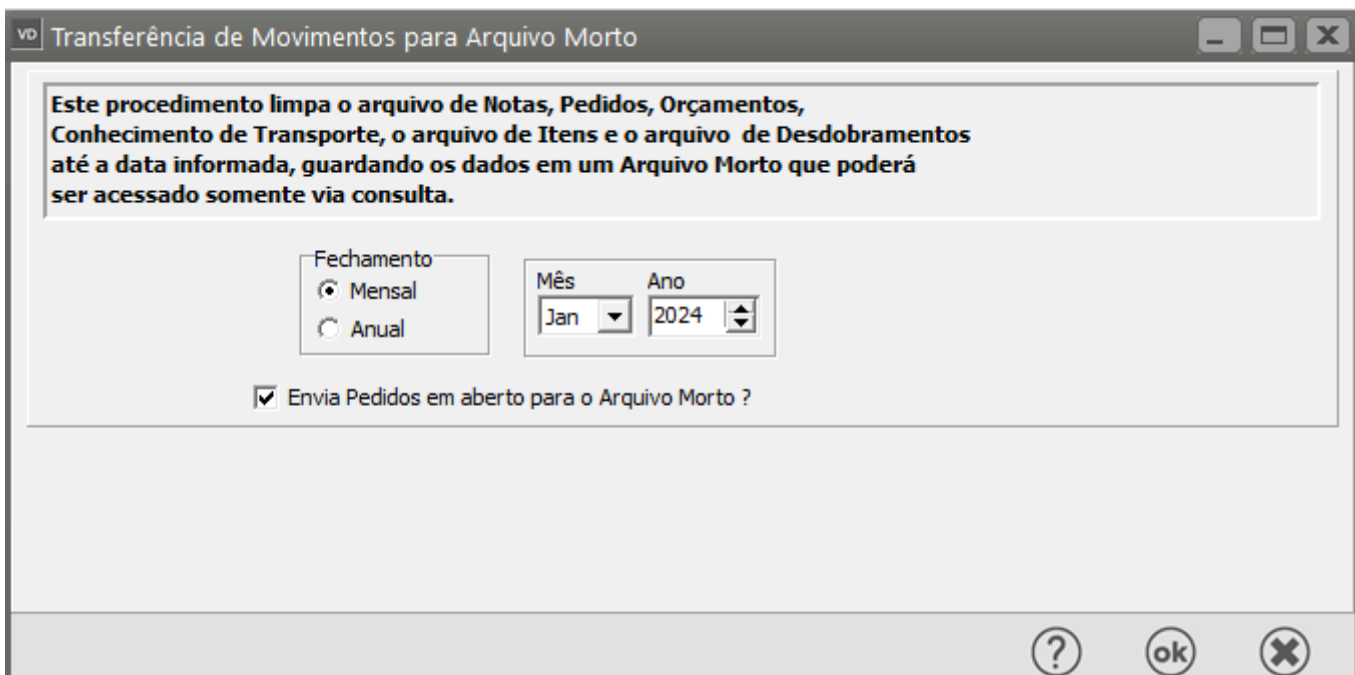 VD Transferência de Movimentos para Arquivo Morto
Este procedimento limpa o arquivo de Notas, Pedidos, Orçamentos,
Conhecimento de Transporte, o arquivo de Itens e o arquivo de Desdobramentos
até a data informada, guardando os dados em um Arquivo Morto que poderá
ser acessado somente via consulta.
Fechamento
Mensal
Anual
Mês Ano
Jan 2024
Envia Pedidos em aberto para o Arquivo Morto ?
? ok